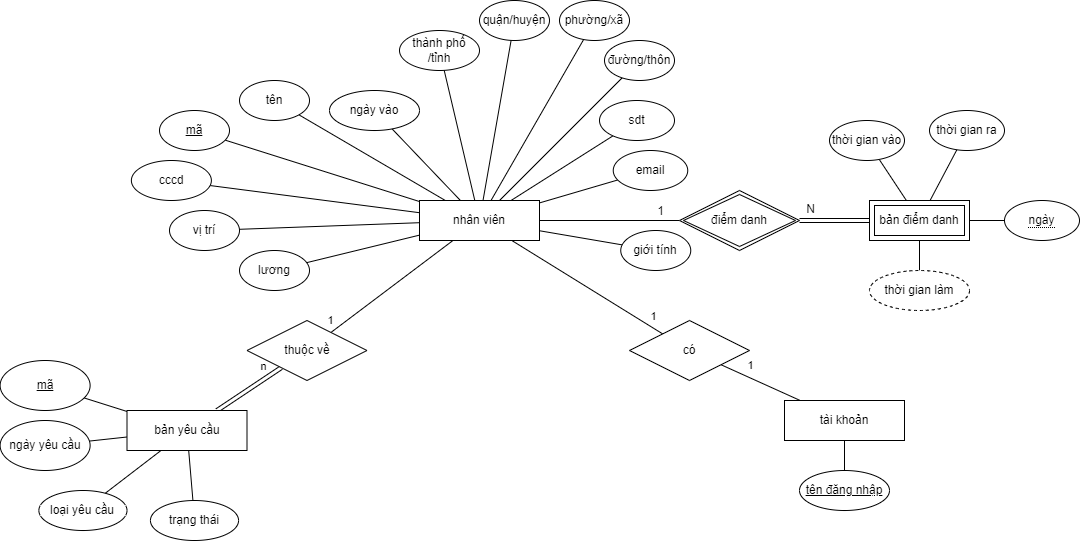 quận/huyện
phường/xã
thành phố
/tỉnh
đường/thôn
tên
ngày vào
sdt
mã
thời gian vào
thời gian ra
cccd
email
nhân viên
1
điểm danh
N
bản điểm danh
ngày
vị trí
giới tính
lương
thời gian làm
1
1
thuộc về
có
n
1
mã
tài khoản
bản yêu cầu
ngày yêu cầu
tên đăng nhập
loại yêu cầu
trạng thái